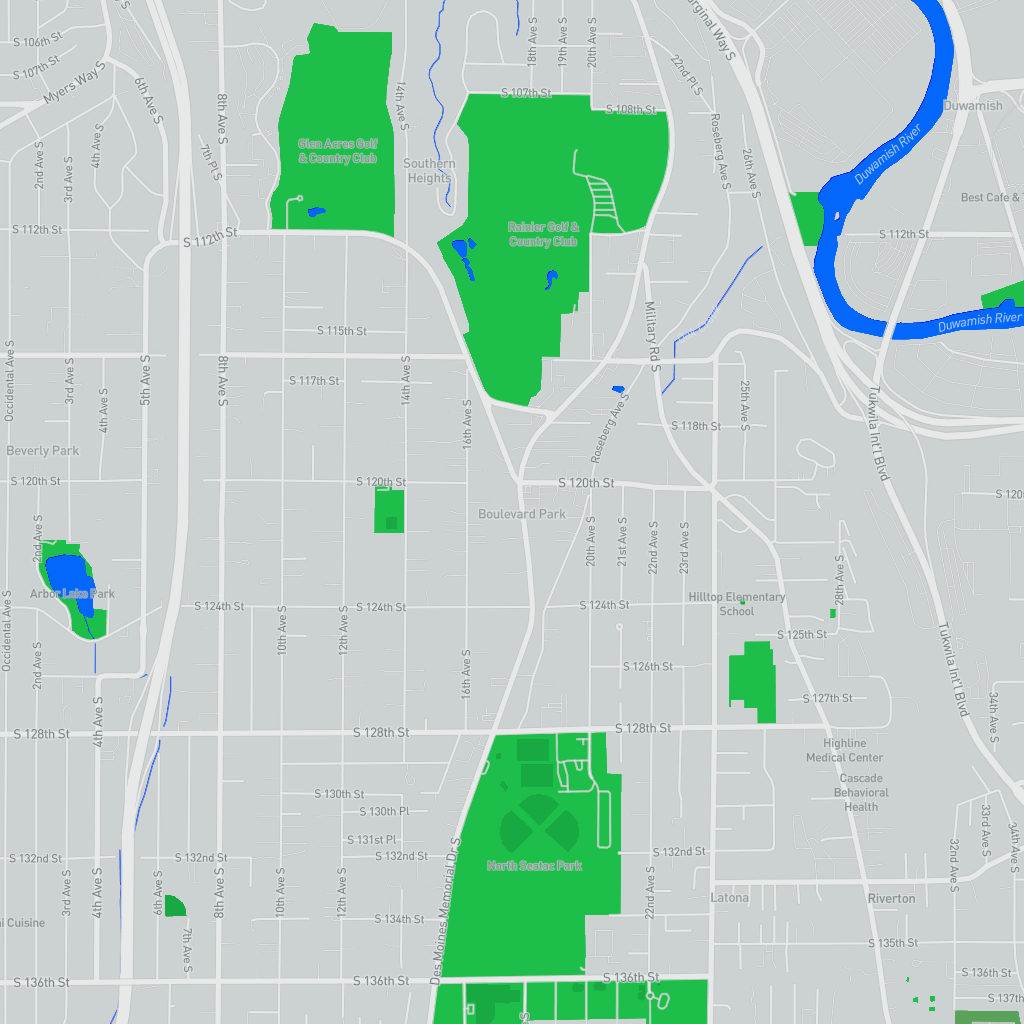 S 106th St
S 107th St
Myers Way S
6th Ave S
8th Ave S
7th Pl S
2nd Ave S
3rd Ave S
4th Ave S
14th Ave S
18th Ave S
19th Ave S
20th Ave S
S 107th St
S 108th St
22nd Pl S
Roseberg Ave S
26th Ave S
Duwamish
Duwamish River
Glen Acres Golf
& Country Club
Southern
Heights
Rainier Golf &
Country Club
Best Cafe &
S 112th St
S 112th St
S 112th St
Duwamish River
S 115th St
Military Rd S
Occidental Ave S
3rd Ave S
4th Ave S
5th Ave S
8th Ave S
S 117th St
14th Ave S
16th Ave S
Roseberg Ave S
S 118th St
25th Ave S
Tukwila Int'l Blvd
Beverly Park
S 120th St
S 120th St
S 120th St
Boulevard Park
2nd Ave S
20th Ave S
21st Ave S
22nd Ave S
23rd Ave S
28th Ave S
Arbor Lake Park
Hilltop Elementary
School
S 124th St
S 124th St
S 124th St
Occidental Ave S
2nd Ave S
10th Ave S
12th Ave S
16th Ave S
S 125th St
S 126th St
S 127th St
Tukwila Int'l Blvd
34th Ave S
4th Ave S
S 128th St
S 128th St
S 128th St
Highline
Medical Center
Cascade
Behavioral
Health
S 130th St
S 130th Pl
S 131st Pl
S 132nd St
S 132nd St
S 132nd St
S 132nd St
North Seatac Park
Des Moines Memorial Dr S
3rd Ave S
4th Ave S
6th Ave S
8th Ave S
10th Ave S
12th Ave S
22nd Ave S
32nd Ave S
33rd Ave S
34th Ave S
Latona
Riverton
Cuisine
7th Ave S
S 134th St
S 135th St
S 136th St
S 136th St
S 136th St
S 136th St
S 137th